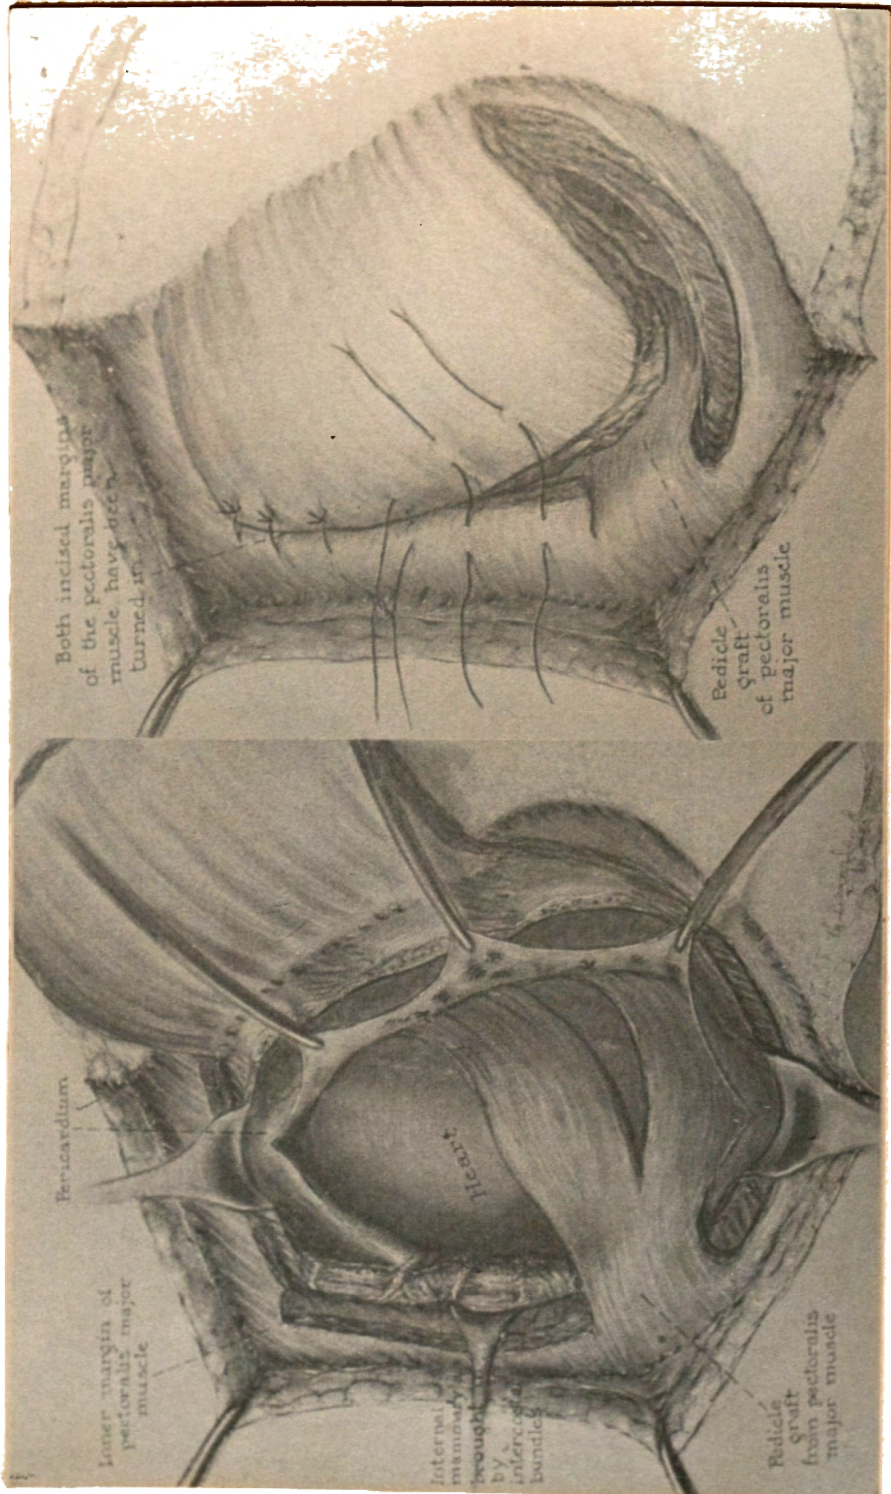 Both incised margins
of the pectoralis major
muscle have been
turned in
Pedicle
graft
of pectoralis
major muscle
Pericardium
Heart
Inner margin of
pectoralis major
muscle
Internal
mammary
brought
by
intercostal
bundles
Pedicle
graft
from pectoralis
major muscle